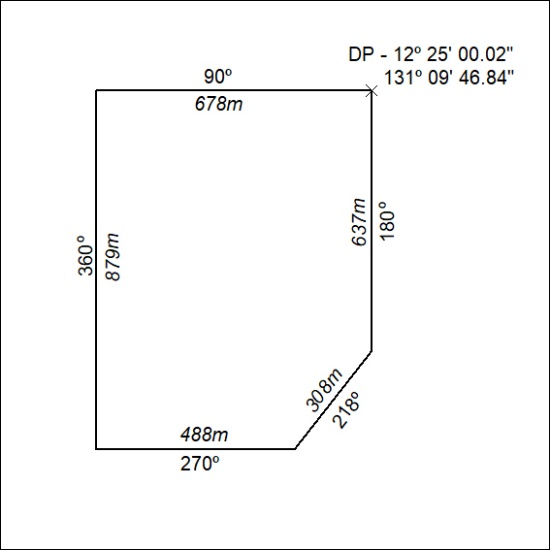 DP - 12º 25' 00.02"
131º 09' 46.84"
90º
678m
637m
180º
360º
879m
308m
218º
488m
270º